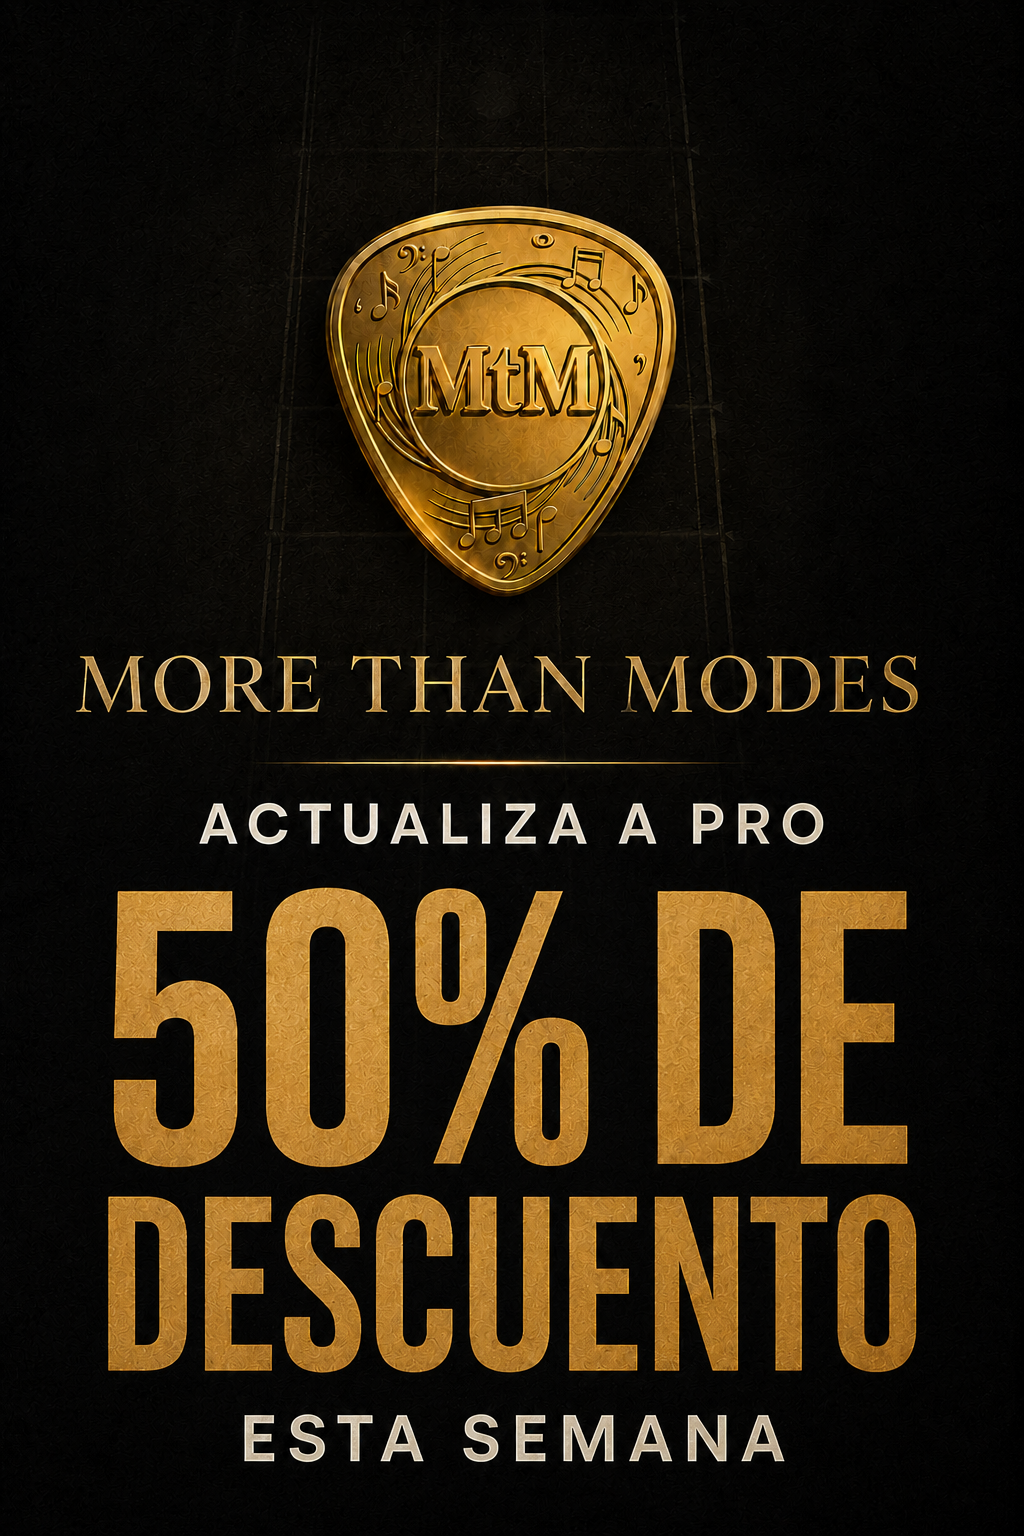 MtM
MORE THAN MODES
ACTUALIZA A PRO
50% DE
DESCUENTO
ESTA SEMANA